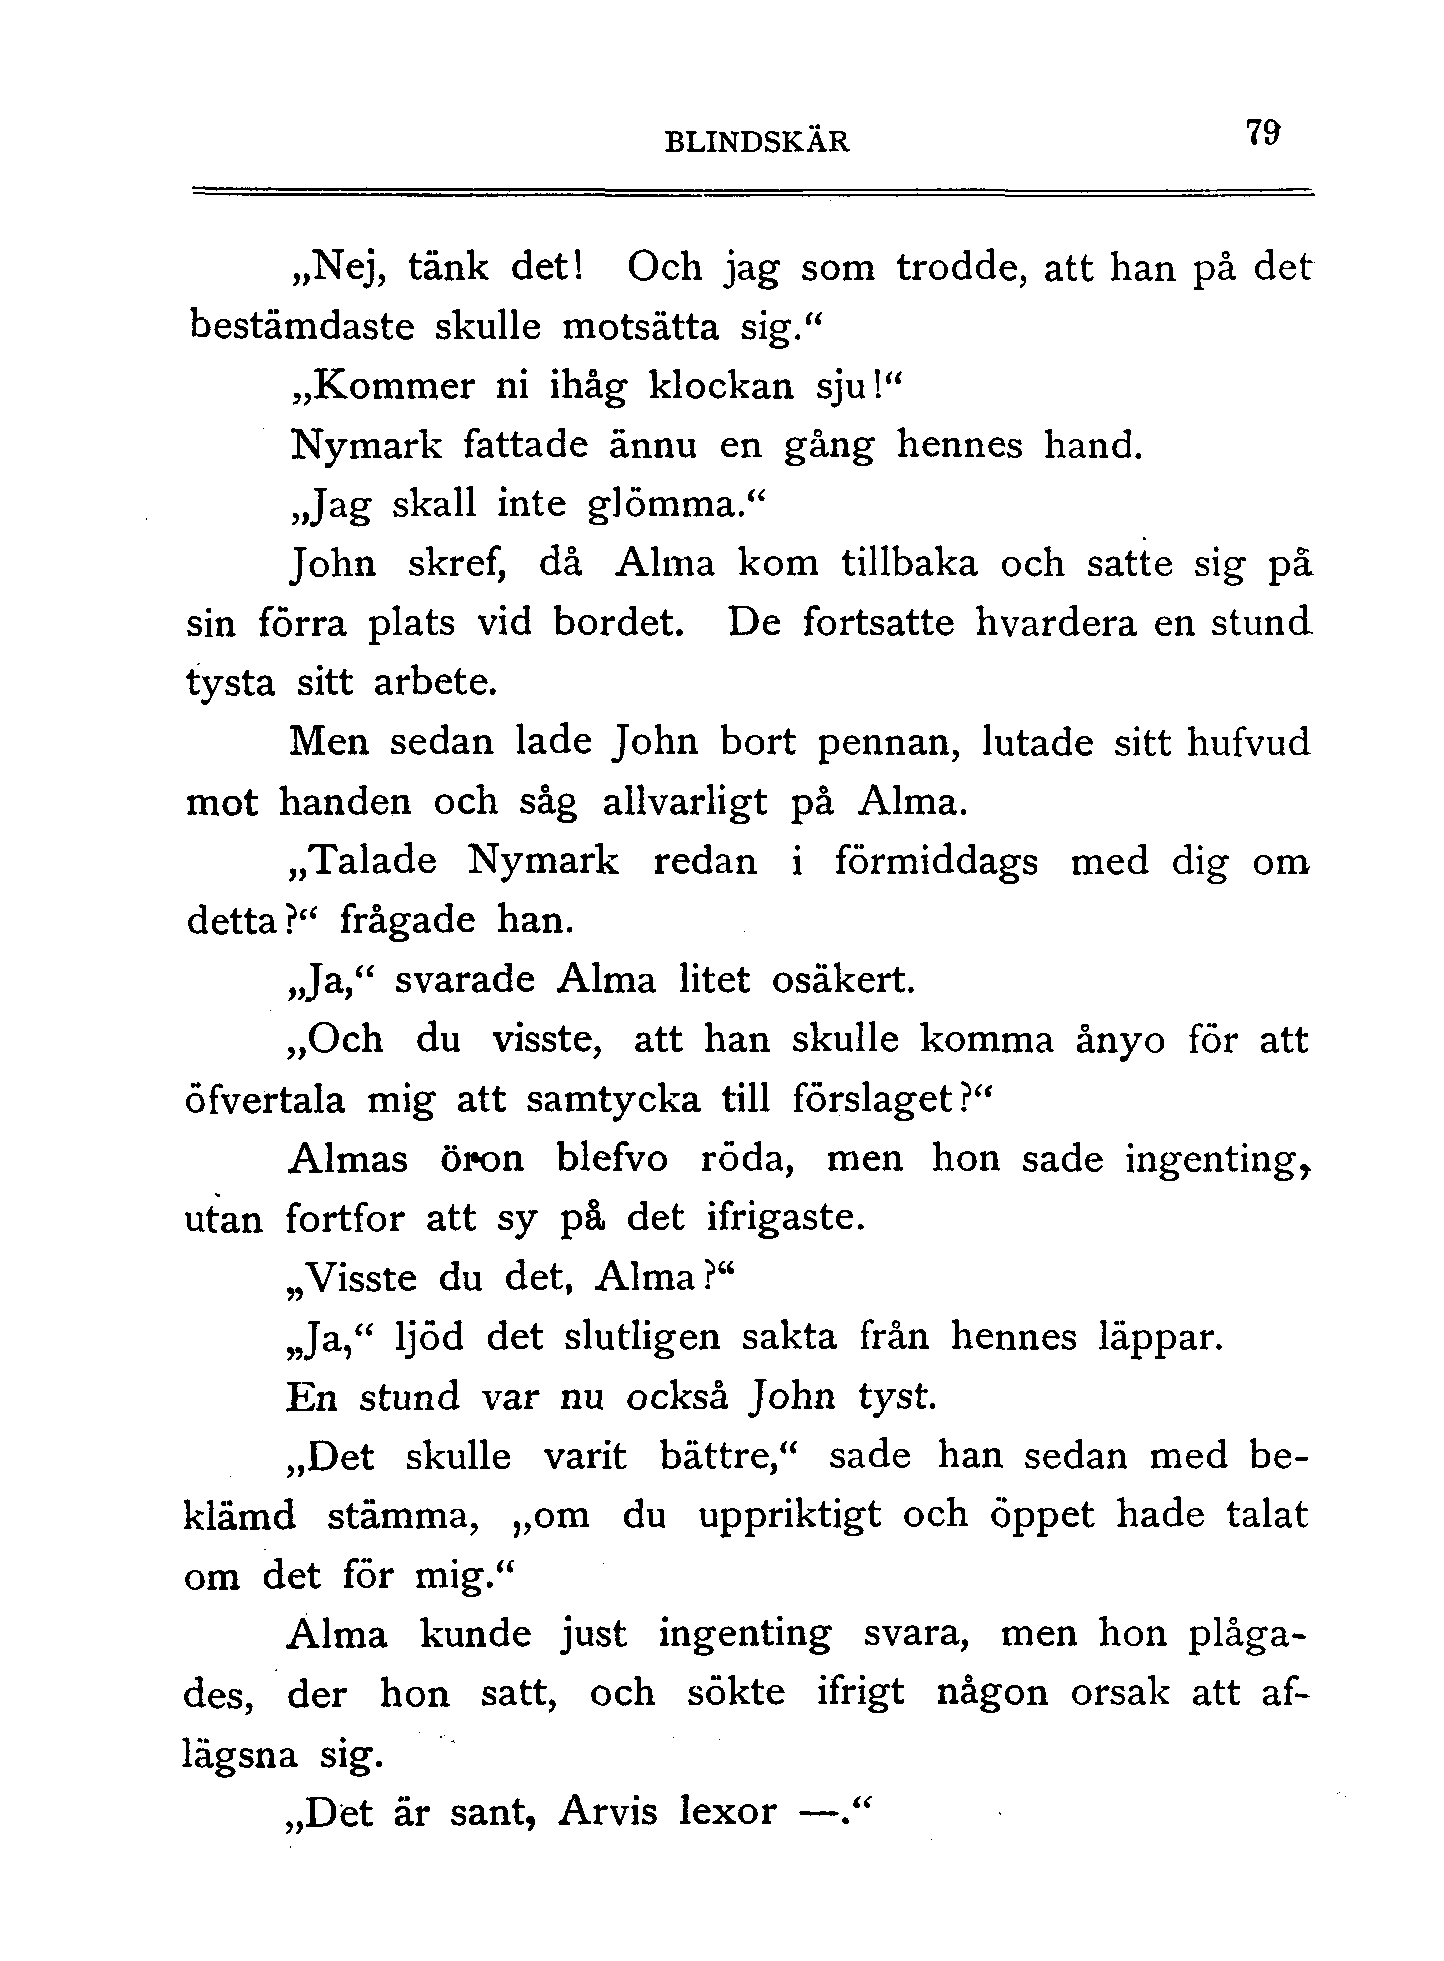 BLINDSKÄR 79
„Nej, tänk det! Och jag som trodde, att han på det
bestämdaste skulle motsätta sig.“
„Kommer ni ihåg klockan sju!“
Nymark fattade ännu en gång hennes hand.
„Jag skall inte glömma.“
John skref, då Alma kom tillbaka och satte sig på
sin förra plats vid bordet. De fortsatte hvardera en stund
tysta sitt arbete.
Men sedan lade John bort pennan, lutade sitt hufvud
mot handen och såg allvarligt på Alma.
„Talade Nymark redan i förmiddags med dig om
detta?“ frågade han.
„Ja,“ svarade Alma litet osäkert.
„Och du visste, att han skulle komma ånyo för att
öfvertala mig att samtycka till förslaget?“
Almas öron blefvo röda, men hon sade ingenting,
utan fortfor att sy på det ifrigaste.
„Visste du det, Alma?“
„Ja,“ ljöd det slutligen sakta från hennes läppar.
En stund var nu också John tyst.
„Det skulle varit bättre,“ sade han sedan med be-
klämd stämma, „om du uppriktigt och öppet hade talat
om det för mig.“
Alma kunde just ingenting svara, men hon plåga-
des, der hon satt, och sökte ifrigt någon orsak att af-
lägsna sig.
„Det är sant, Arvis lexor —.“